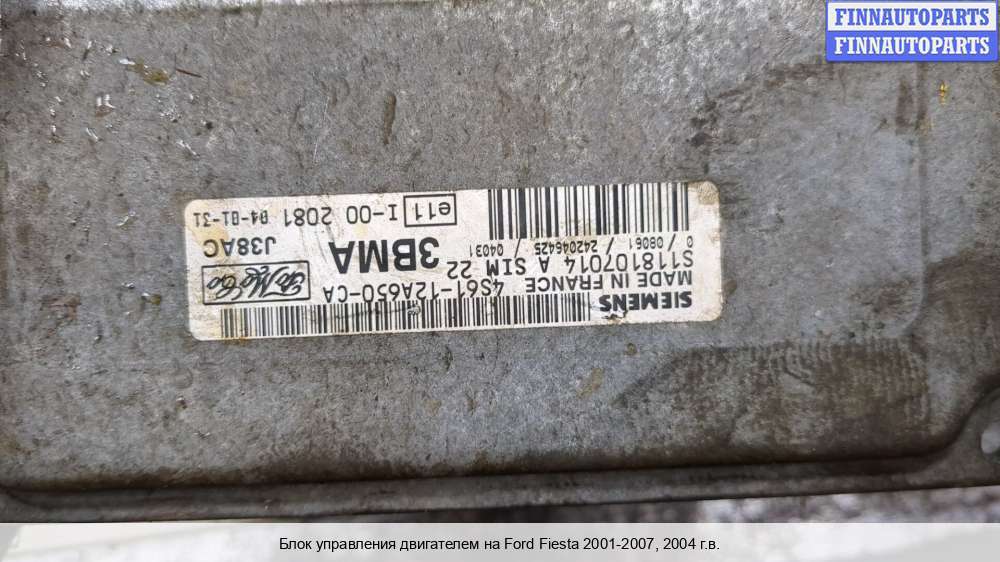 FINNAUTOPARTS
FINNAUTOPARTS
SIEMENS
MADE IN FRANCE
4S61-12A650-CA
FoMoCo
S118107014 A SIM 22
3BMA
J38AC
0 / 08061 / 242046425 / 04031
e11 I-00 2081 04-01-31
Блок управления двигателем на Ford Fiesta 2001-2007, 2004 г.в.